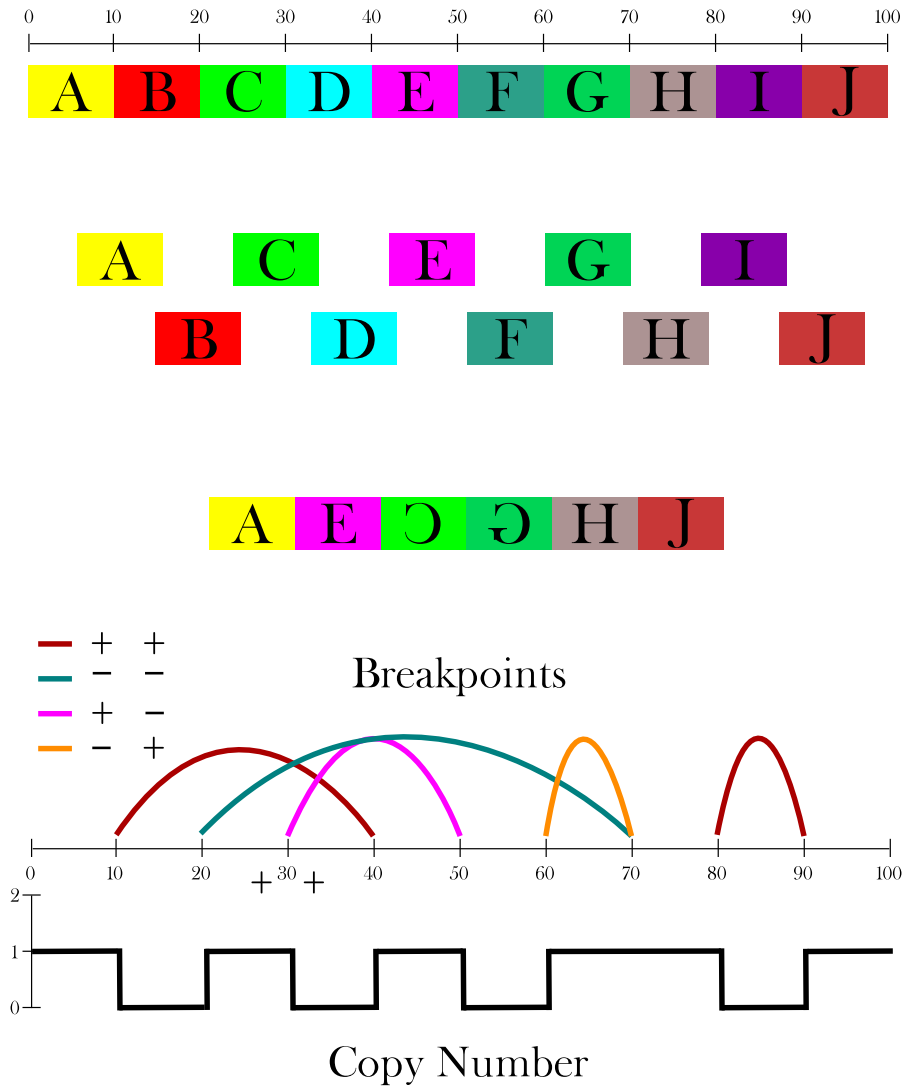 0 10 20 30 40 50 60 70 80 90 100
A B C D E F G H I J
A C E G I
B D F H J
A E C G H J
+ +
− −
Breakpoints
+ −
− +
0 10 20 30 40 50 60 70 80 90 100
+ +
2
1
0
Copy Number